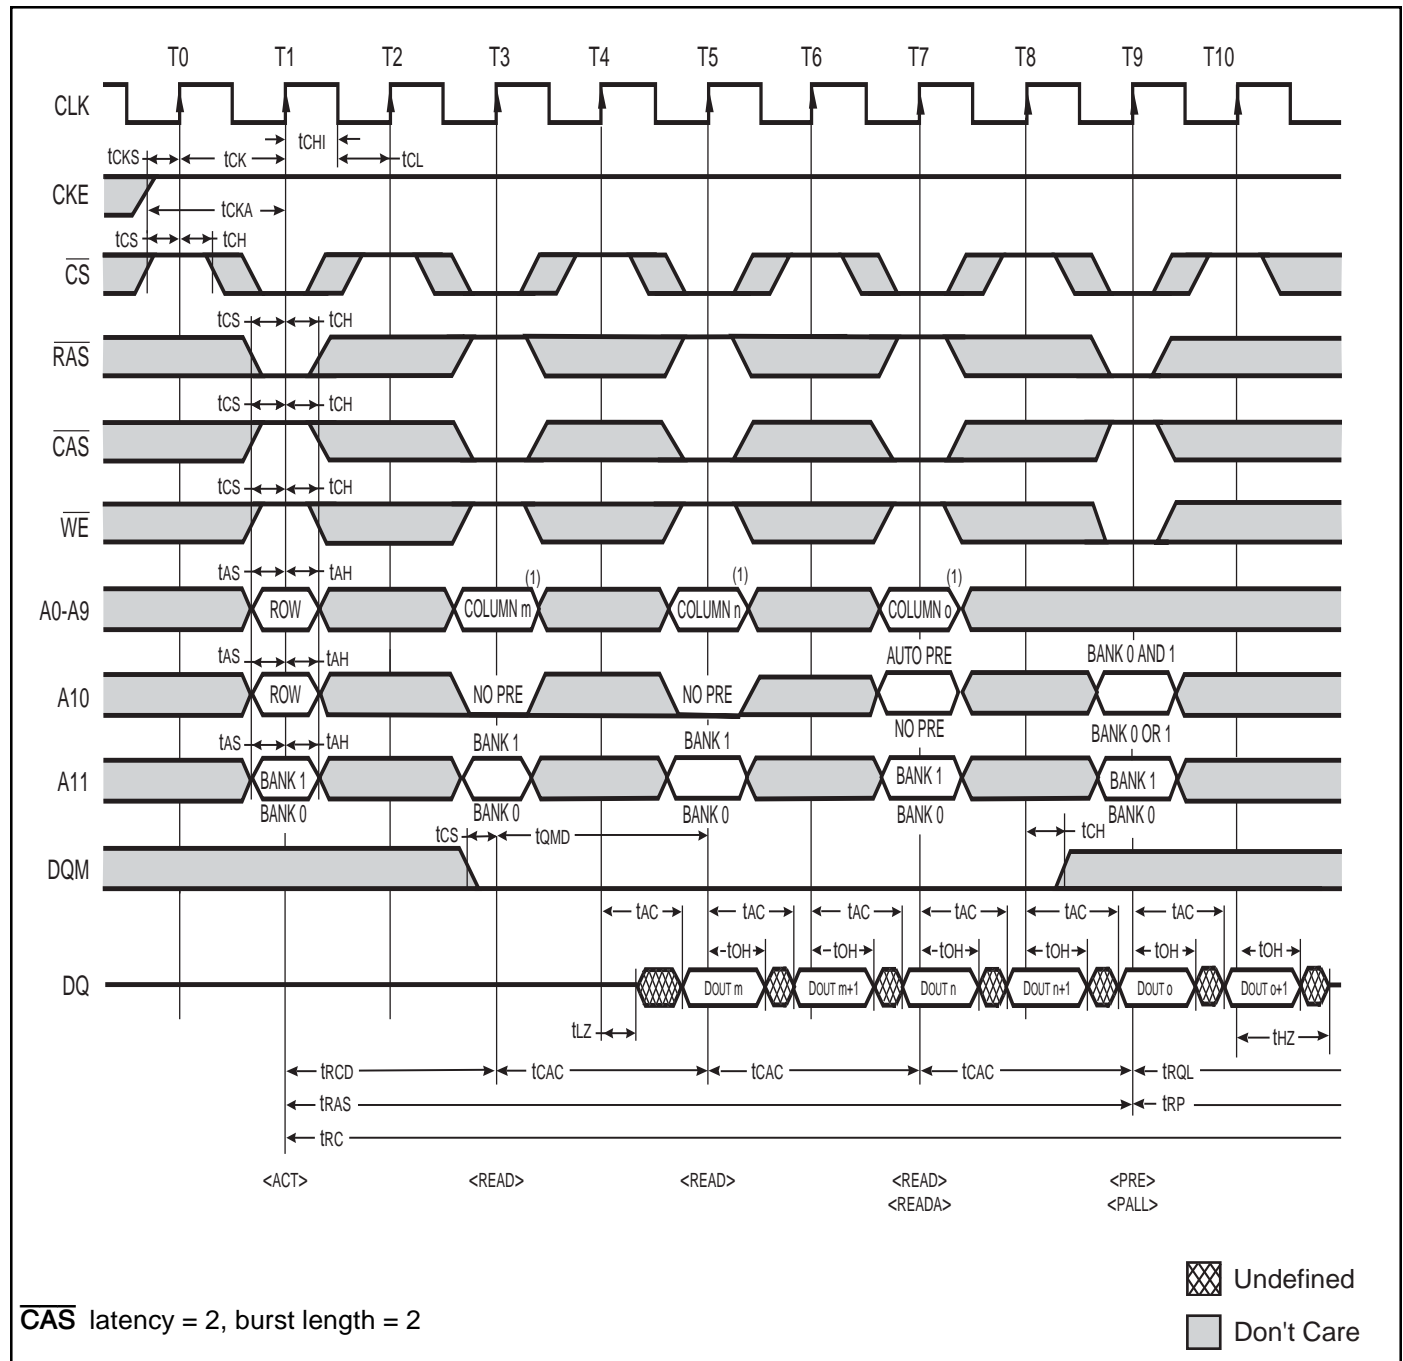 T0 T1 T2 T3 T4 T5 T6 T7 T8 T9 T10
CLK
tCHI
tCKS tCK tCL
CKE
tCKA
tCS tCH
CS
tCS tCH
RAS
tCS tCH
CAS
tCS tCH
WE
tAS tAH
(1) (1) (1)
A0-A9 ROW COLUMN m COLUMN n COLUMN o
tAS tAH AUTO PRE BANK 0 AND 1
A10 ROW NO PRE NO PRE
NO PRE BANK 0 OR 1
tAS tAH BANK 1 BANK 1
A11 BANK 1 BANK 1 BANK 1
BANK 0 BANK 0 BANK 0 BANK 0 BANK 0
tCS tQMD tCH
DQM
tAC tAC tAC tAC tAC tAC
tOH tOH tOH tOH tOH tOH
DQ DOUT m DOUT m+1 DOUT n DOUT n+1 DOUT o DOUT o+1
tLZ tHZ
tRCD tCAC tCAC tCAC tRQL
tRAS tRP
tRC
<ACT> <READ> <READ> <READ> <PRE>
<READA> <PALL>
Undefined
CAS latency = 2, burst length = 2
Don't Care